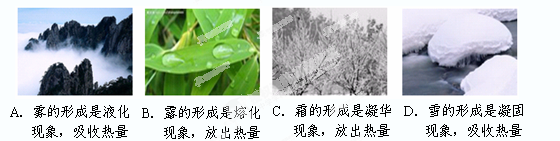 A. 雾的形成是液化
现象，吸收热量
B. 露的形成是熔化
现象，放出热量
C. 霜的形成是凝华
现象，放出热量
D. 雪的形成是凝固
现象，吸收热量